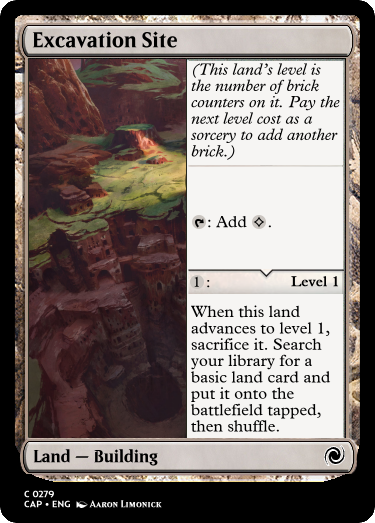 Excavation Site
(This land's level is
the number of brick
counters on it. Pay the
next level cost as a
sorcery to add another
brick.)
: Add .
1 : Level 1
When this land
advances to level 1,
sacrifice it. Search
your library for a
basic land card and
put it onto the
battlefield tapped,
then shuffle.
Land — Building
C 0279
CAP • ENG Aaron Limonick